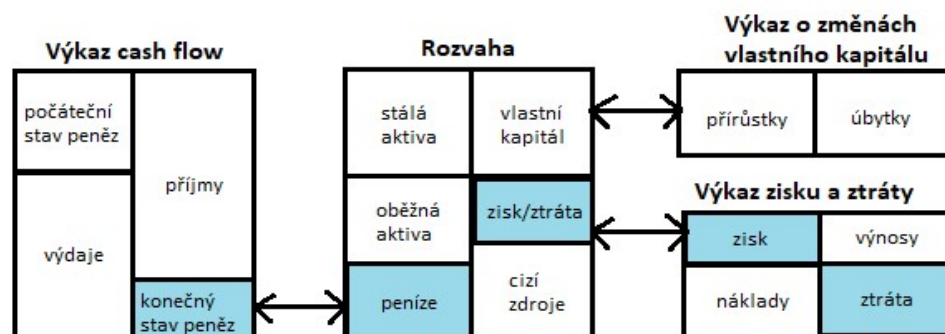 Výkaz cash flow
počáteční
stav peněz
příjmy
výdaje
konečný
stav peněz
Rozvaha
stálá
aktiva
vlastní
kapitál
oběžná
aktiva
zisk/ztráta
peníze
cizí
zdroje
Výkaz o změnách
vlastního kapitálu
přírůstky
úbytky
Výkaz zisku a ztráty
zisk
výnosy
náklady
ztráta